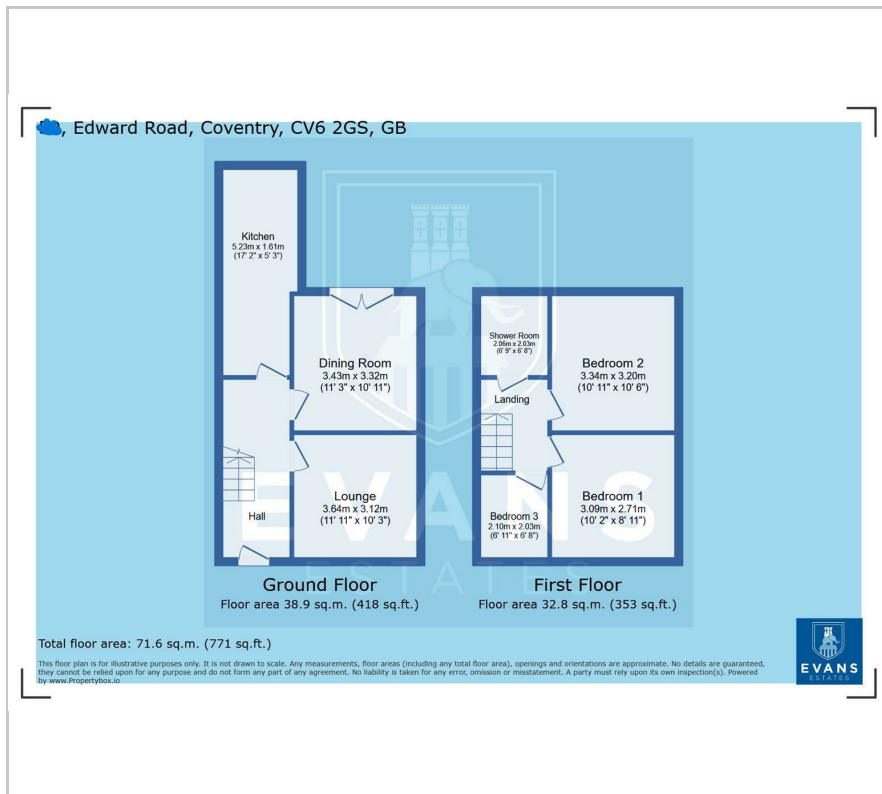 , Edward Road, Coventry, CV6 2GS, GB
Kitchen
5.23m x 1.61m
(17' 2" x 5' 3")
Dining Room
3.43m x 3.32m
(11' 3" x 10' 11")
Lounge
3.64m x 3.12m
(11' 11" x 10' 3")
Hall
Ground Floor
Floor area 38.9 sq.m. (418 sq.ft.)
Shower Room
2.06m x 2.03m
(6' 9" x 6' 8")
Landing
Bedroom 2
3.34m x 3.20m
(10' 11" x 10' 6")
Bedroom 1
3.09m x 2.71m
(10' 2" x 8' 11")
Bedroom 3
2.10m x 2.03m
(6' 11" x 6' 8")
First Floor
Floor area 32.8 sq.m. (353 sq.ft.)
EVANS
ESTATES
Total floor area: 71.6 sq.m. (771 sq.ft.)
This floor plan is for illustrative purposes only. It is not drawn to scale. Any measurements, floor areas (including any total floor area), openings and orientations are approximate. No details are guaranteed,
they cannot be relied upon for any purpose and do not form any part of any agreement. No liability is taken for any error, omission or misstatement. A party must rely upon its own inspection(s). Powered
by www.Propertybox.io
EVANS
ESTATES